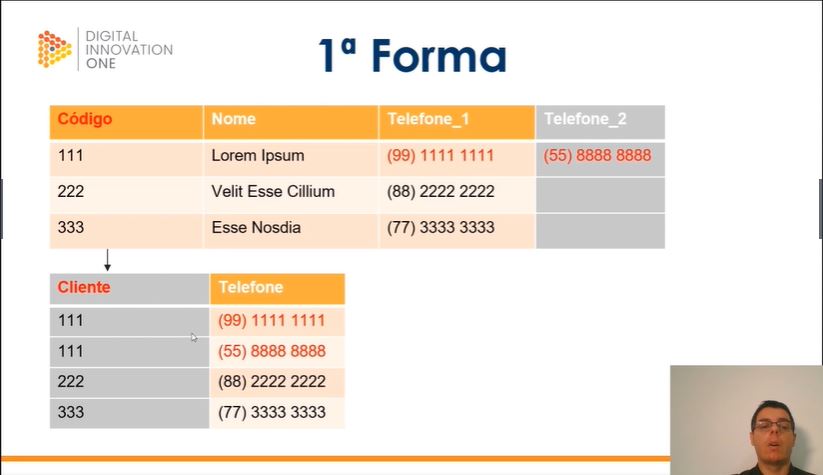 DIGITAL
INNOVATION
ONE
1ª Forma
Código Nome Telefone_1 Telefone_2
111 Lorem Ipsum (99) 1111 1111 (55) 8888 8888
222 Velit Esse Cillium (88) 2222 2222
333 Esse Nosdia (77) 3333 3333
Cliente Telefone
111 (99) 1111 1111
111 (55) 8888 8888
222 (88) 2222 2222
333 (77) 3333 3333